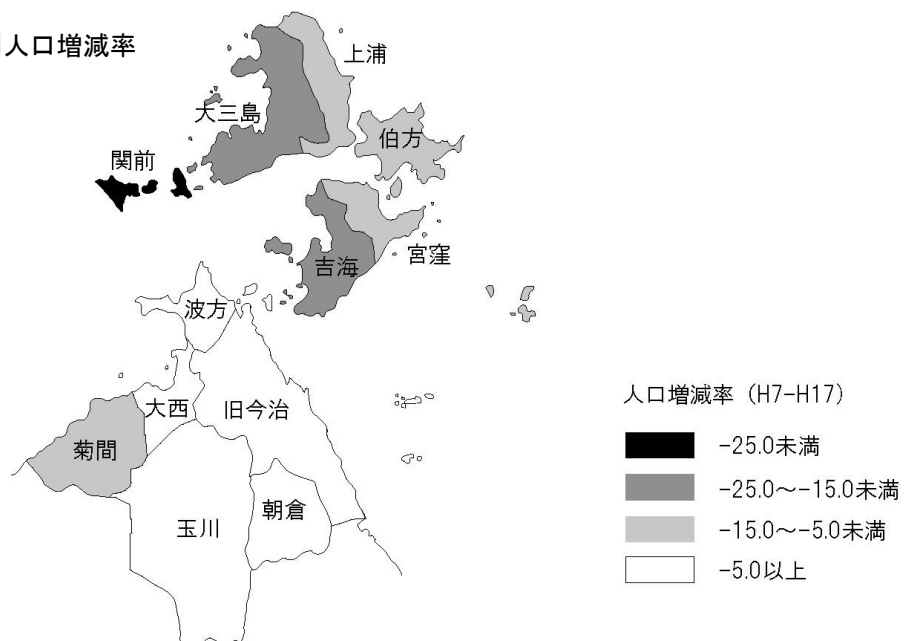 人口増減率
上浦
大三島
伯方
関前
宮窪
吉海
波方
大西
旧今治
菊間
朝倉
玉川
人口増減率（H7-H17）
-25.0未満
-25.0～-15.0未満
-15.0～-5.0未満
-5.0以上